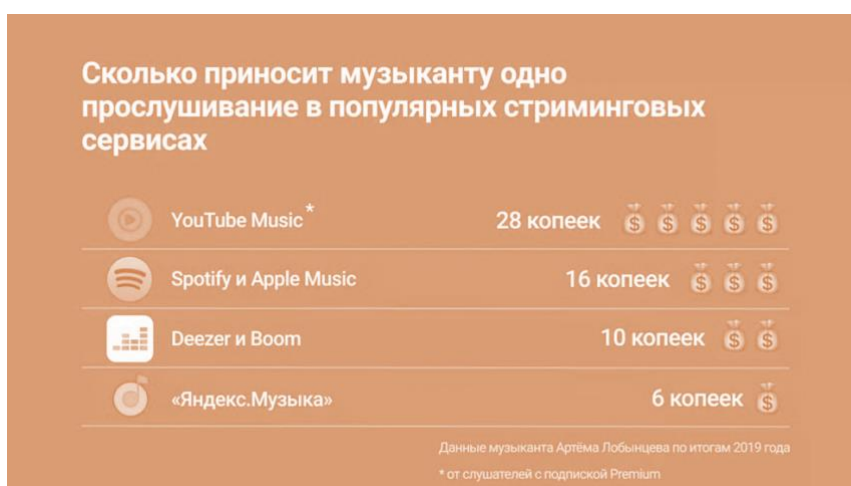 Сколько приносит музыканту одно
прослушивание в популярных стриминговых
сервисах
YouTube Music* 28 копеек
Spotify и Apple Music 16 копеек
Deezer и Boom 10 копеек
«Яндекс.Музыка» 6 копеек
Данные музыканта Артёма Лобынцева по итогам 2019 года
* от слушателей с подпиской Premium